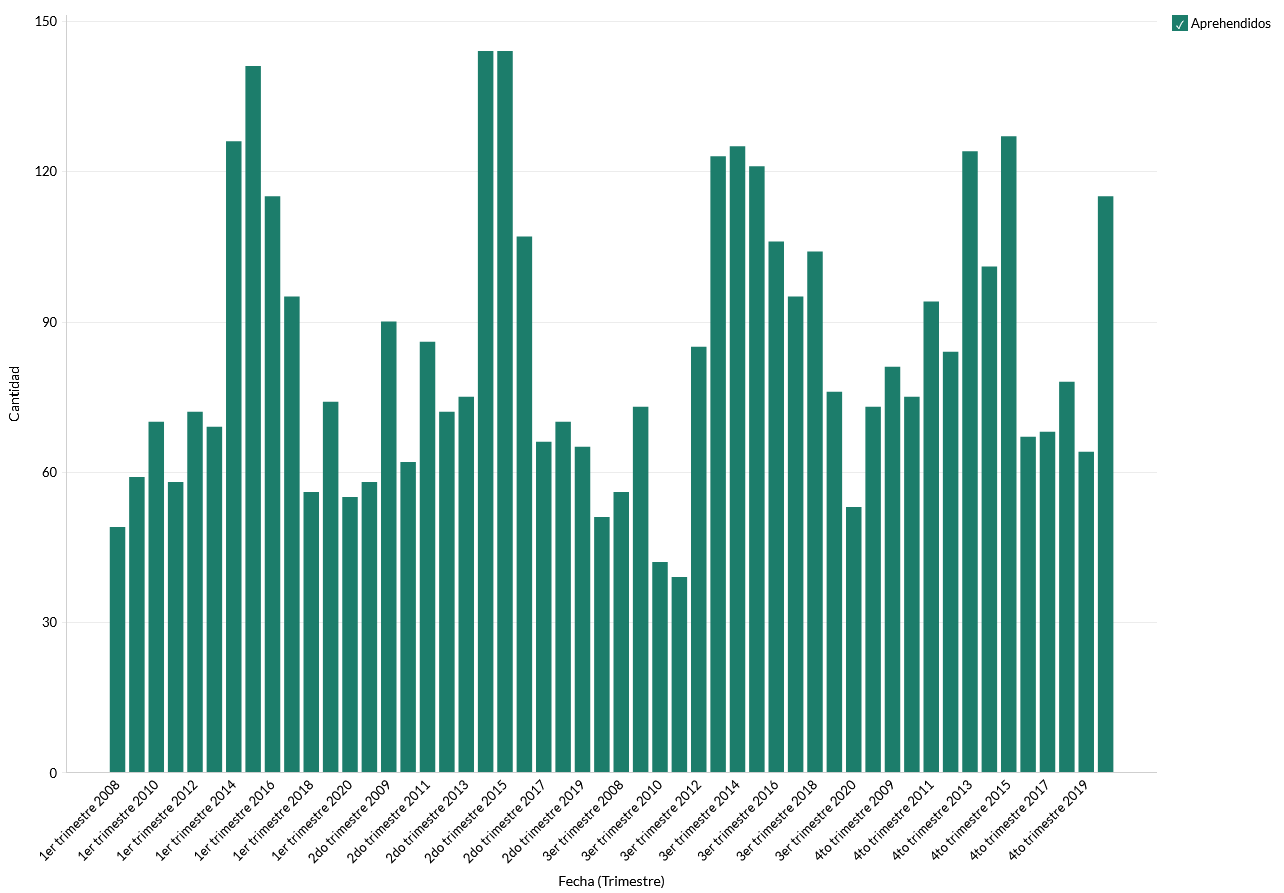 150
120
90
60
30
0
Cantidad
1er trimestre 2008
1er trimestre 2010
1er trimestre 2012
1er trimestre 2014
1er trimestre 2016
1er trimestre 2018
1er trimestre 2020
2do trimestre 2009
2do trimestre 2011
2do trimestre 2013
2do trimestre 2015
2do trimestre 2017
2do trimestre 2019
3er trimestre 2008
3er trimestre 2010
3er trimestre 2012
3er trimestre 2014
3er trimestre 2016
3er trimestre 2018
3er trimestre 2020
4to trimestre 2009
4to trimestre 2011
4to trimestre 2013
4to trimestre 2015
4to trimestre 2017
4to trimestre 2019
Fecha (Trimestre)
Aprehendidos